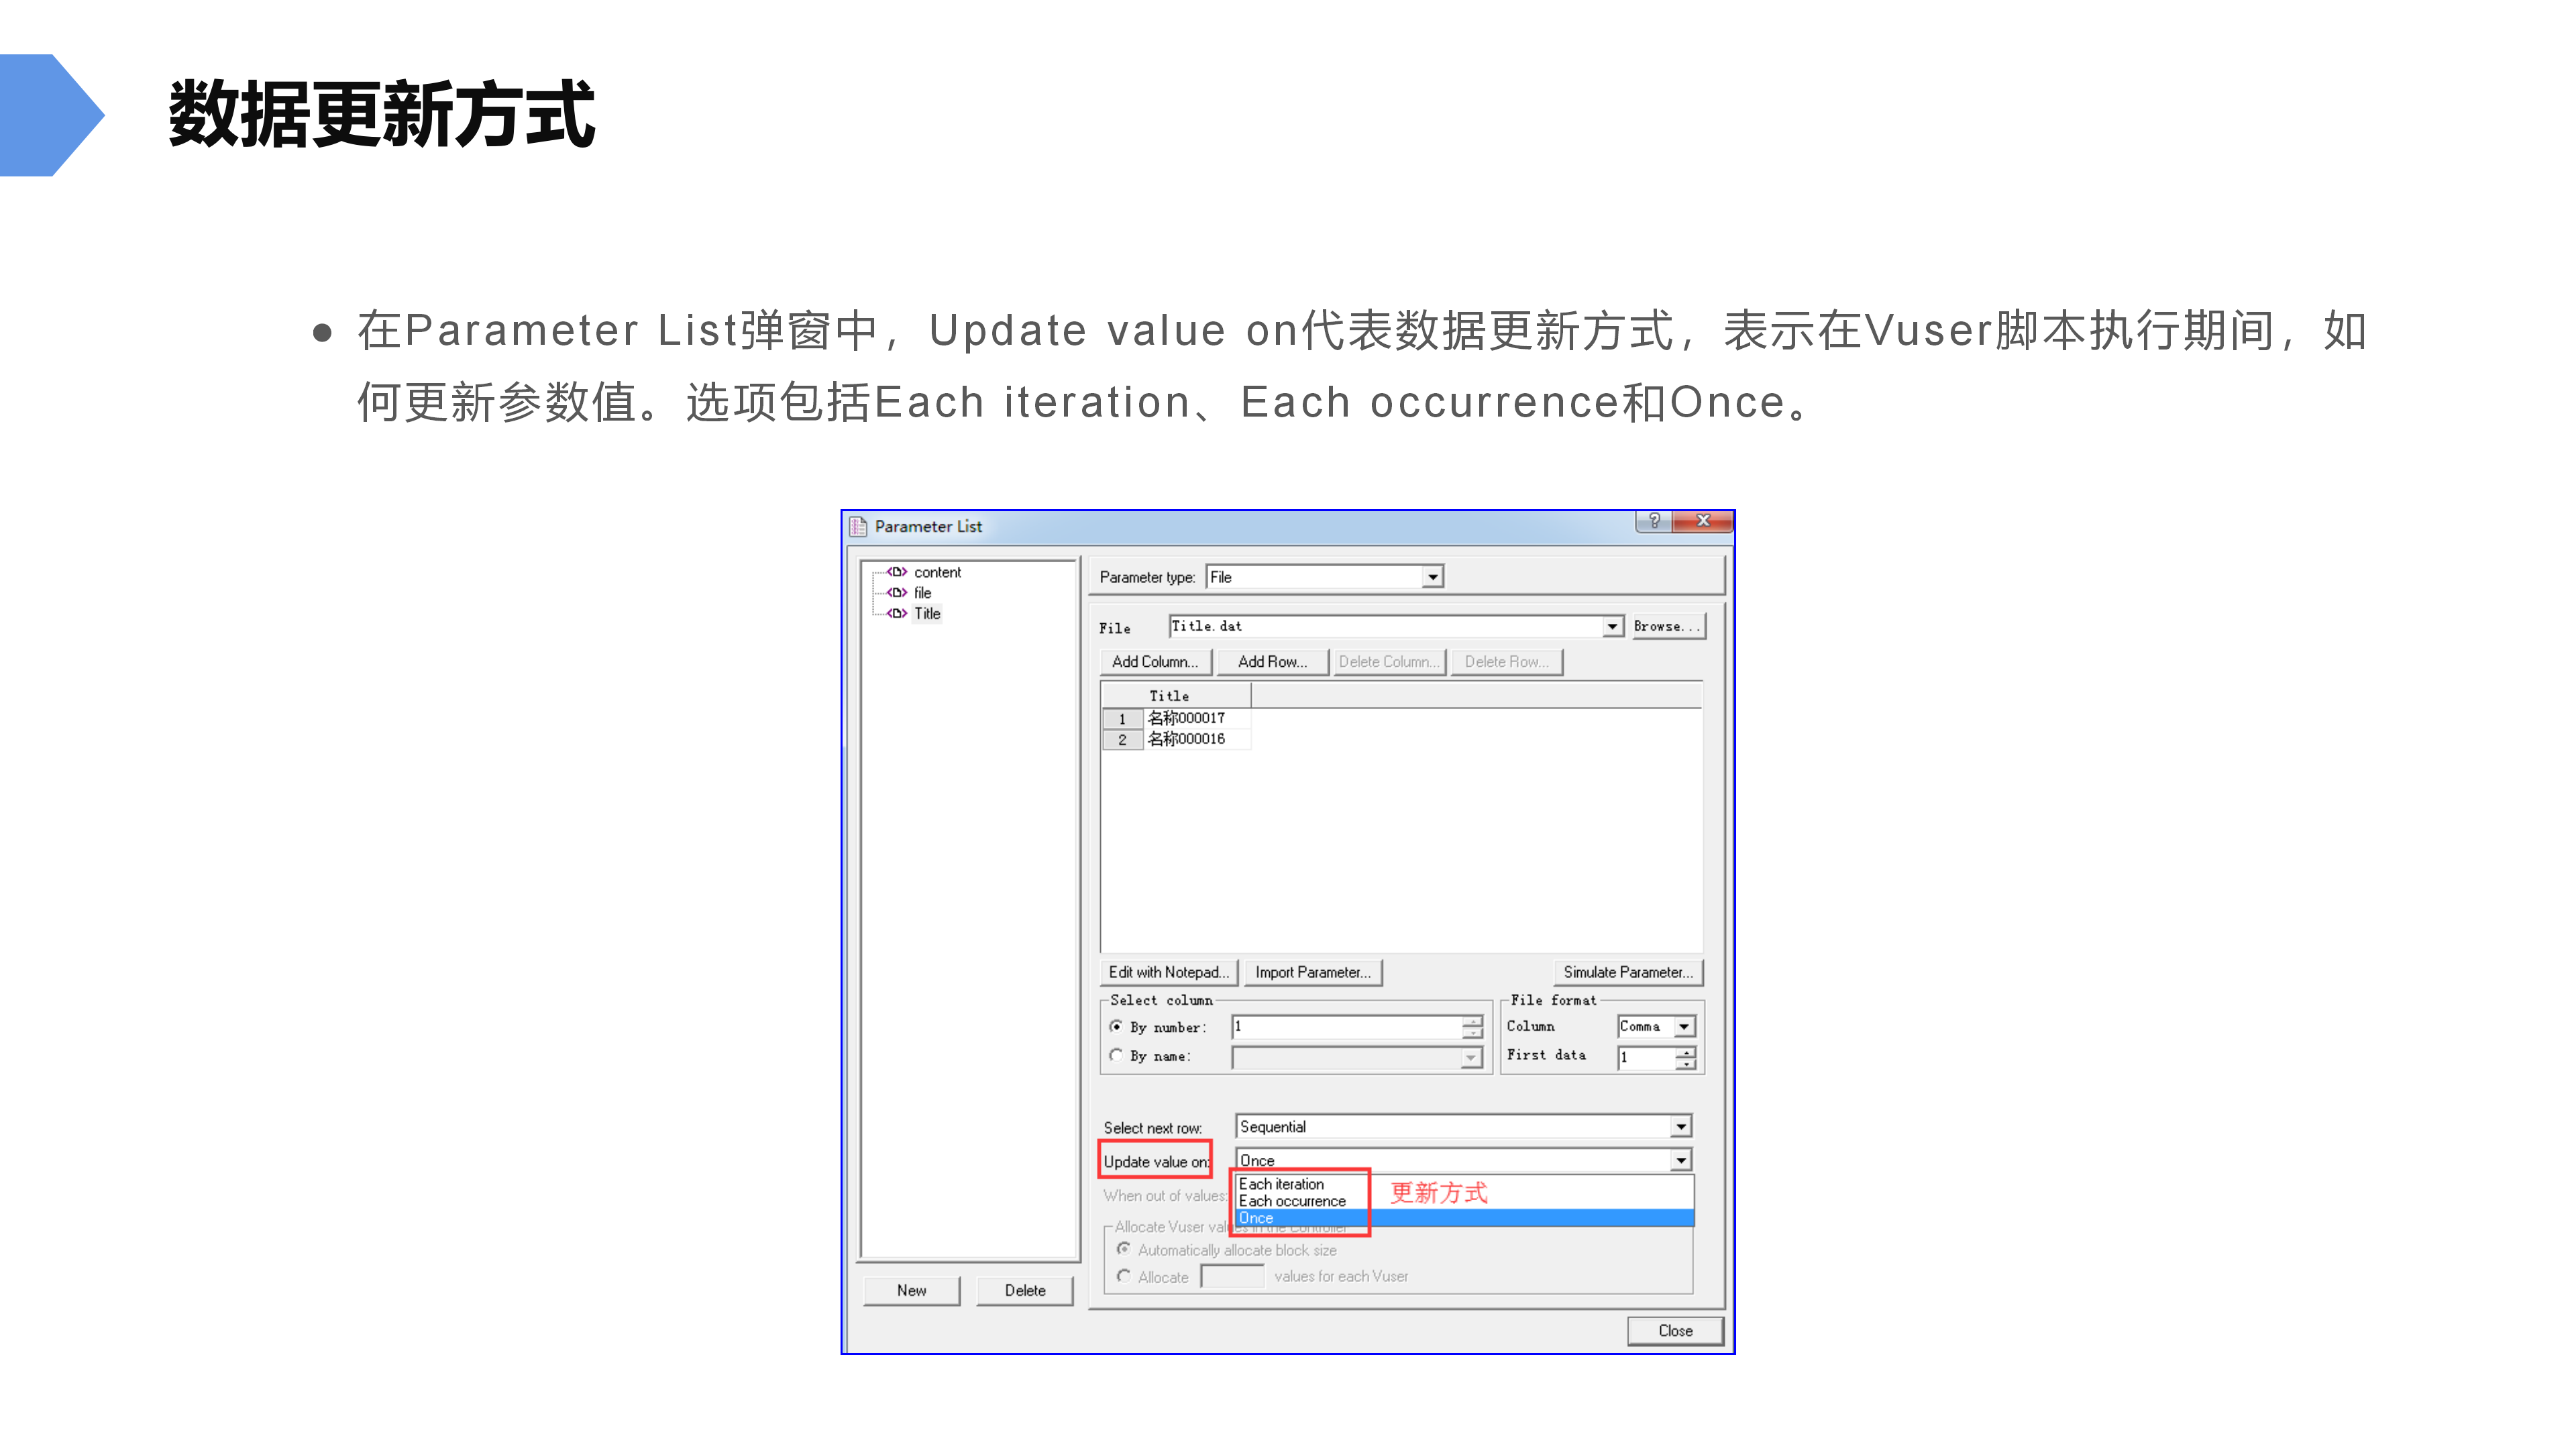 数据更新方式
● 在Parameter List弹窗中，Update value on代表数据更新方式，表示在Vuser脚本执行期间，如
何更新参数值。选项包括Each iteration、Each occurrence和Once。
Parameter List
content
file
Title
Parameter type: File
File Title.dat Browse...
Add Column... Add Row... Delete Column... Delete Row...
Title
1 名称000017
2 名称000016
Edit with Notepad... Import Parameter... Simulate Parameter...
Select column File format
By number: 1 Column Comma
By name: First data 1
Select next row: Sequential
Update value on: Once
Each iteration
When out of values: Each occurrence 更新方式
Once
Allocate Vuser values in the Controller
Automatically allocate block size
Allocate values for each Vuser
New Delete
Close